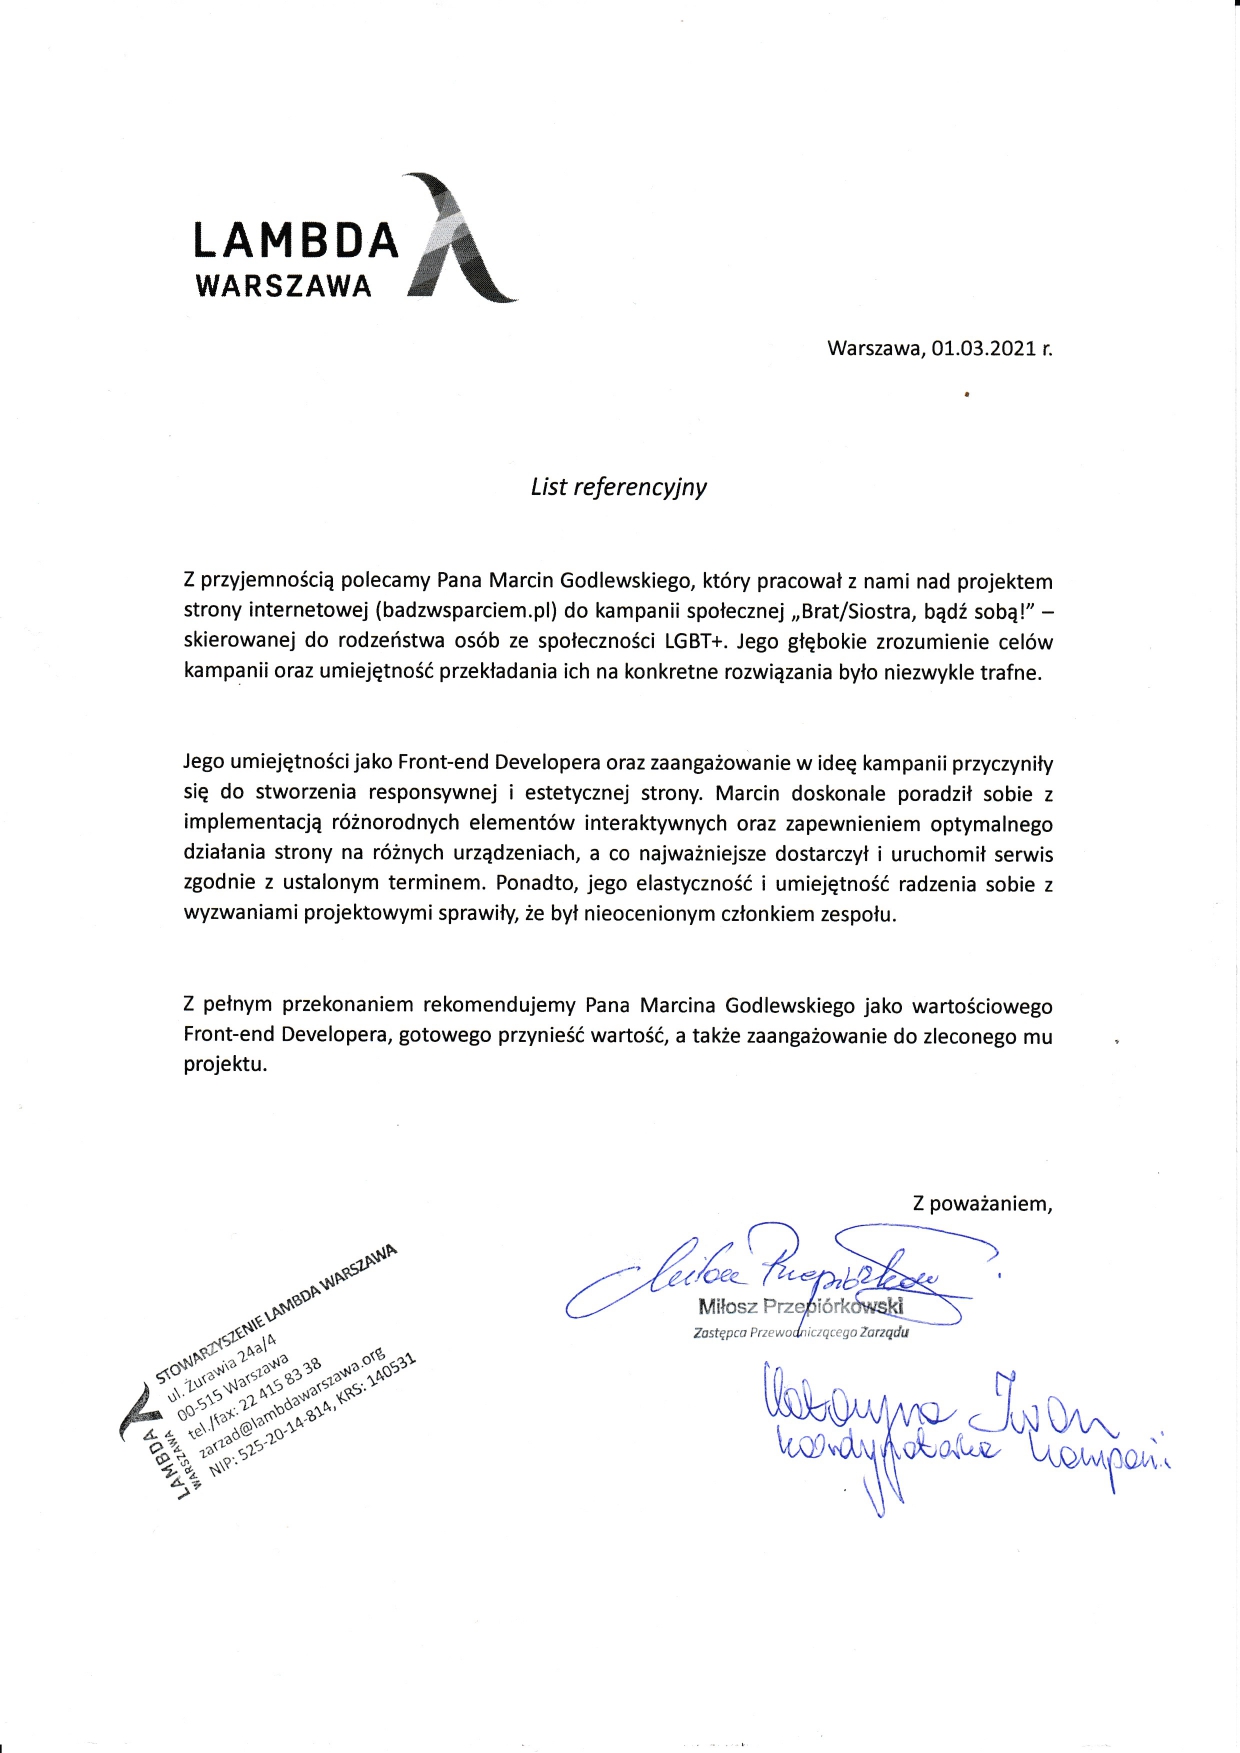 LAMBDA
WARSZAWA
Warszawa, 01.03.2021 r.
List referencyjny
Z przyjemnością polecamy Pana Marcin Godlewskiego, który pracował z nami nad projektem
strony internetowej (badzwsparciem.pl) do kampanii społecznej „Brat/Siostra, bądź sobą!” –
skierowanej do rodzeństwa osób ze społeczności LGBT+. Jego głębokie zrozumienie celów
kampanii oraz umiejętność przekładania ich na konkretne rozwiązania było niezwykle trafne.
Jego umiejętności jako Front-end Developera oraz zaangażowanie w ideę kampanii przyczyniły
się do stworzenia responsywnej i estetycznej strony. Marcin doskonale poradził sobie z
implementacją różnorodnych elementów interaktywnych oraz zapewnieniem optymalnego
działania strony na różnych urządzeniach, a co najważniejsze dostarczył i uruchomił serwis
zgodnie z ustalonym terminem. Ponadto, jego elastyczność i umiejętność radzenia sobie z
wyzwaniami projektowymi sprawiły, że był nieocenionym członkiem zespołu.
Z pełnym przekonaniem rekomendujemy Pana Marcina Godlewskiego jako wartościowego
Front-end Developera, gotowego przynieść wartość, a także zaangażowanie do zleconego mu
projektu.
Z poważaniem,
Miłosz Przepiórkowski
Miłosz Przepiórkowski
Zastępca Przewodniczącego Zarządu
Katarzyna Iwan
koordynatorka kampanii
LAMBDA
WARSZAWA
STOWARZYSZENIE LAMBDA WARSZAWA
ul. Żurawia 24a/4
00-515 Warszawa
tel./fax: 22 415 83 38
zarzad@lambdawarszawa.org
NIP: 525-20-14-814, KRS: 140531